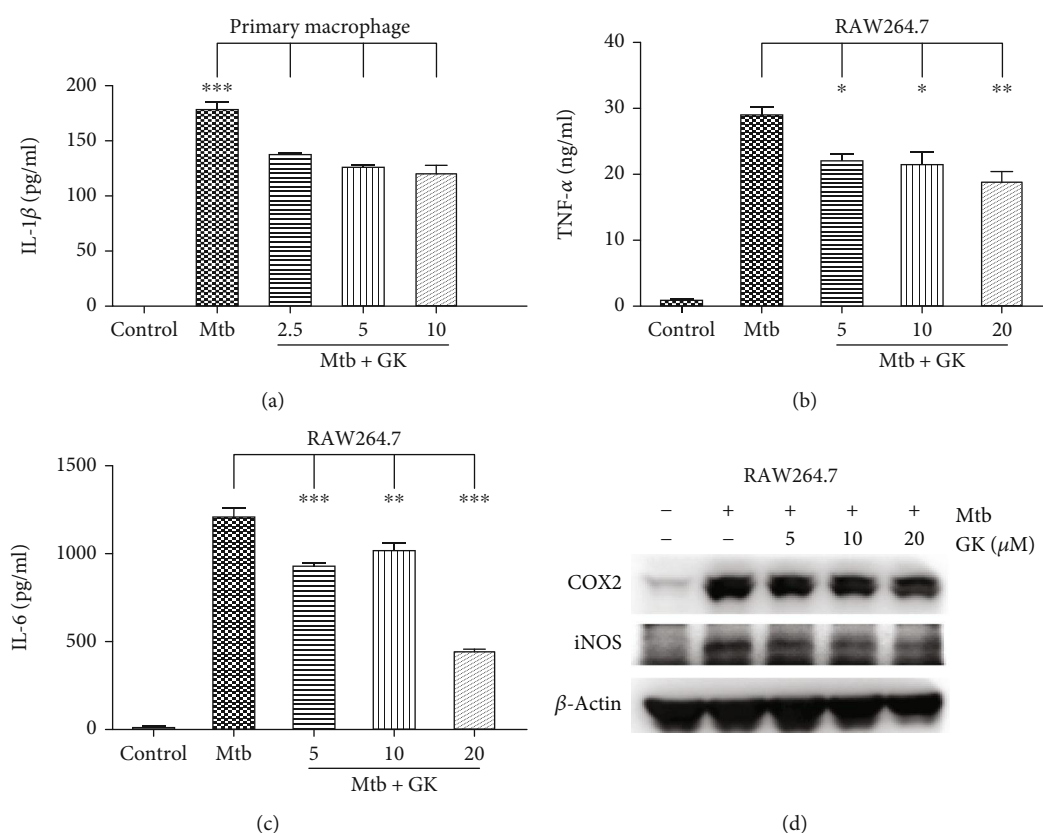 Primary macrophage
***
IL-1β (pg/ml)
200
150
100
50
0
Control Mtb 2.5 5 10
Mtb + GK
(a)
RAW264.7
* * **
TNF-α (ng/ml)
40
30
20
10
0
Control Mtb 5 10 20
Mtb + GK
(b)
RAW264.7
*** ** ***
IL-6 (pg/ml)
1500
1000
500
0
Control Mtb 5 10 20
Mtb + GK
(c)
RAW264.7
− + + + + Mtb
− − 5 10 20 GK (μM)
COX2
iNOS
β-Actin
(d)